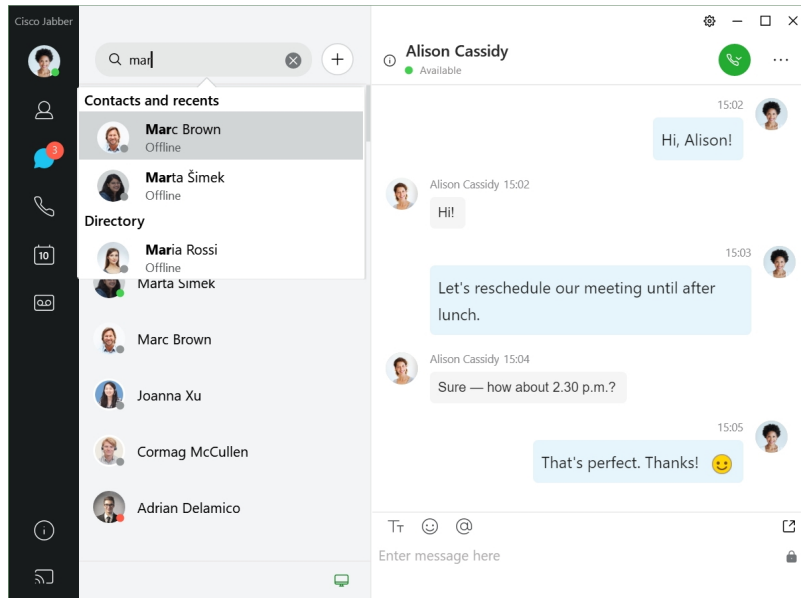 Cisco Jabber
mar
Contacts and recents
Marc Brown
Offline
Marta Šimek
Offline
Directory
Maria Rossi
Offline
Marta Simek
Marc Brown
Joanna Xu
Cormag McCullen
Adrian Delamico
3
10
Alison Cassidy
Available
15:02
Hi, Alison!
Alison Cassidy 15:02
Hi!
15:03
Let's reschedule our meeting until after
lunch.
Alison Cassidy 15:04
Sure — how about 2.30 p.m.?
15:05
That's perfect. Thanks!
TT
@
Enter message here